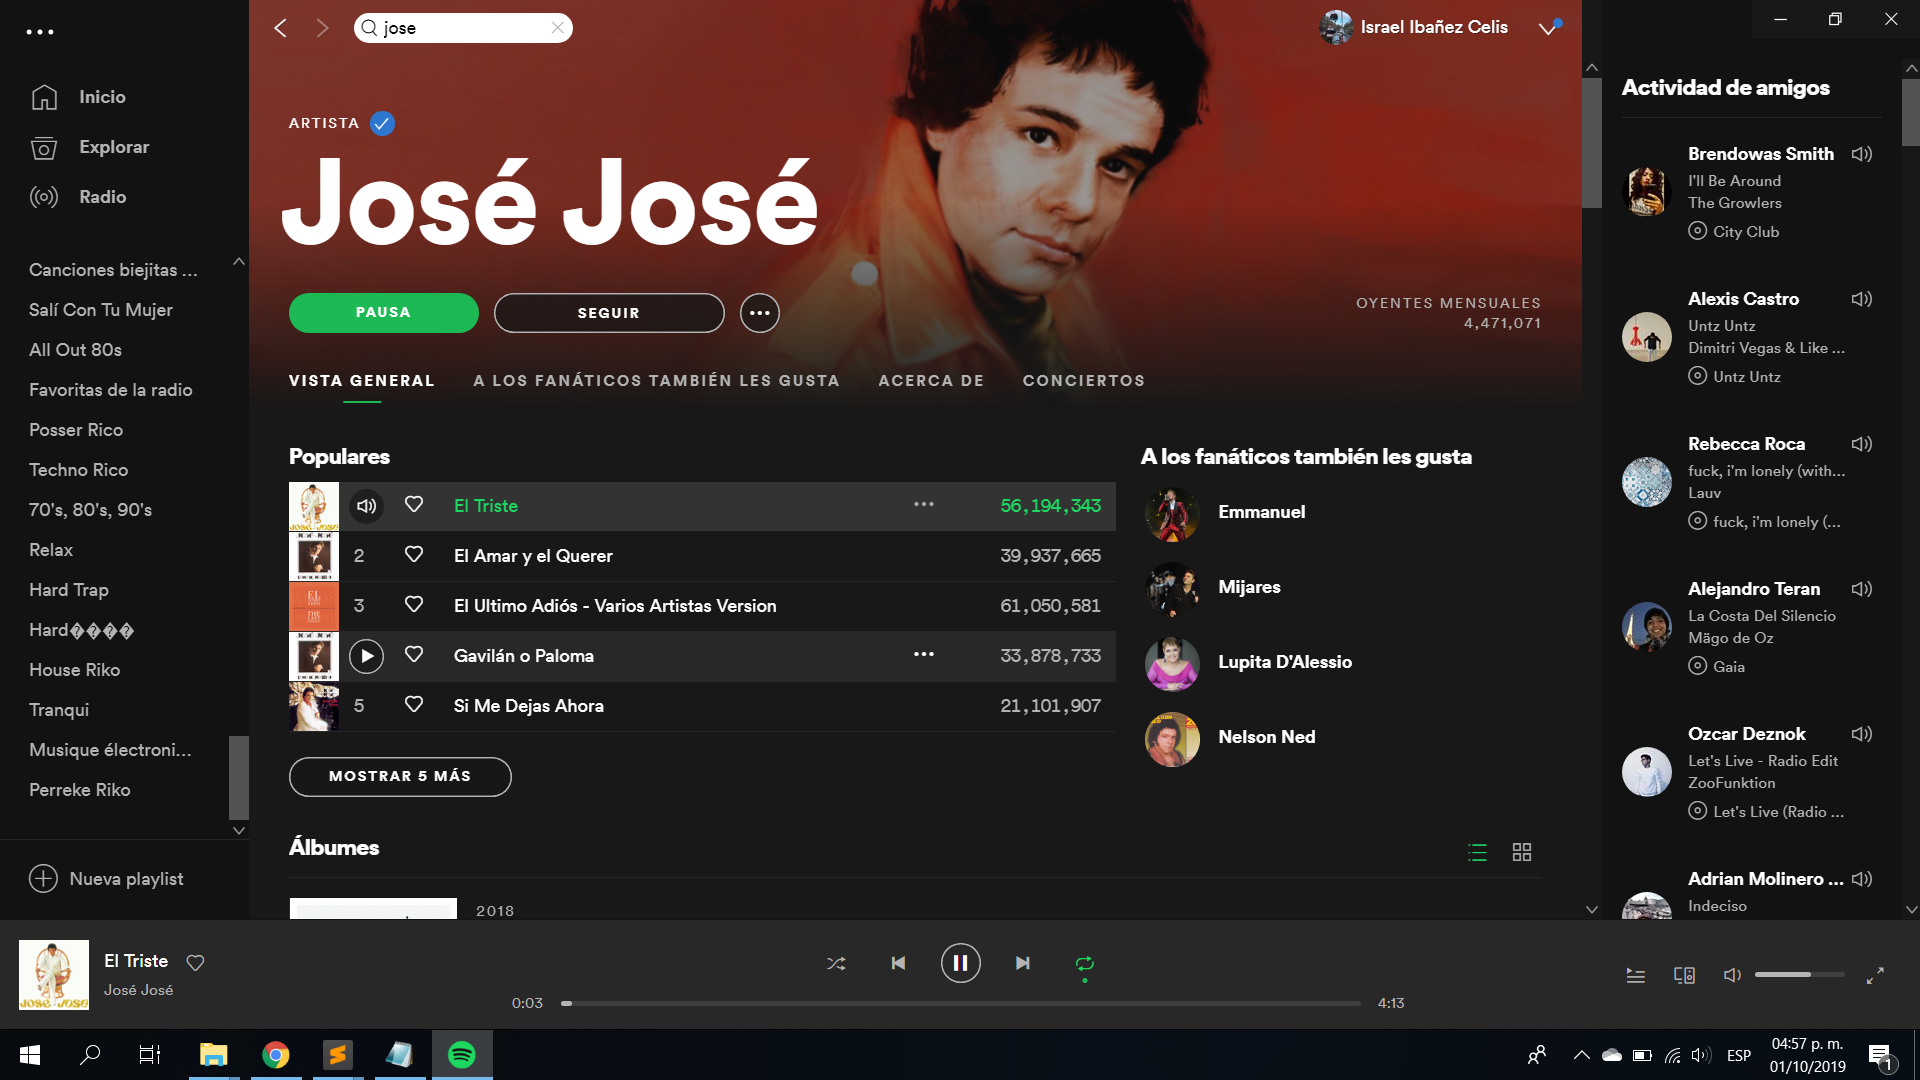 Inicio
Explorar
Radio
Canciones biejitas ...
Salí Con Tu Mujer
All Out 80s
Favoritas de la radio
Posser Rico
Techno Rico
70's, 80's, 90's
Relax
Hard Trap
Hard����
House Riko
Tranqui
Musique électroni...
Perreke Riko
Nueva playlist
jose
Israel Ibañez Celis
ARTISTA
José José
PAUSA
SEGUIR
OYENTES MENSUALES
4,471,071
VISTA GENERAL
A LOS FANÁTICOS TAMBIÉN LES GUSTA
ACERCA DE
CONCIERTOS
Populares
El Triste 56,194,343
2 El Amar y el Querer 39,937,665
3 El Ultimo Adiós - Varios Artistas Version 61,050,581
Gavilán o Paloma 33,878,733
5 Si Me Dejas Ahora 21,101,907
MOSTRAR 5 MÁS
A los fanáticos también les gusta
Emmanuel
Mijares
Lupita D'Alessio
Nelson Ned
Álbumes
2018
Actividad de amigos
Brendowas Smith
I'll Be Around
The Growlers
City Club
Alexis Castro
Untz Untz
Dimitri Vegas & Like ...
Untz Untz
Rebecca Roca
fuck, i'm lonely (with...
Lauv
fuck, i'm lonely (...
Alejandro Teran
La Costa Del Silencio
Mägo de Oz
Gaia
Ozcar Deznok
Let's Live - Radio Edit
ZooFunktion
Let's Live (Radio ...
Adrian Molinero ...
Indeciso
El Triste
José José
0:03
4:13
ESP
04:57 p. m.
01/10/2019
1